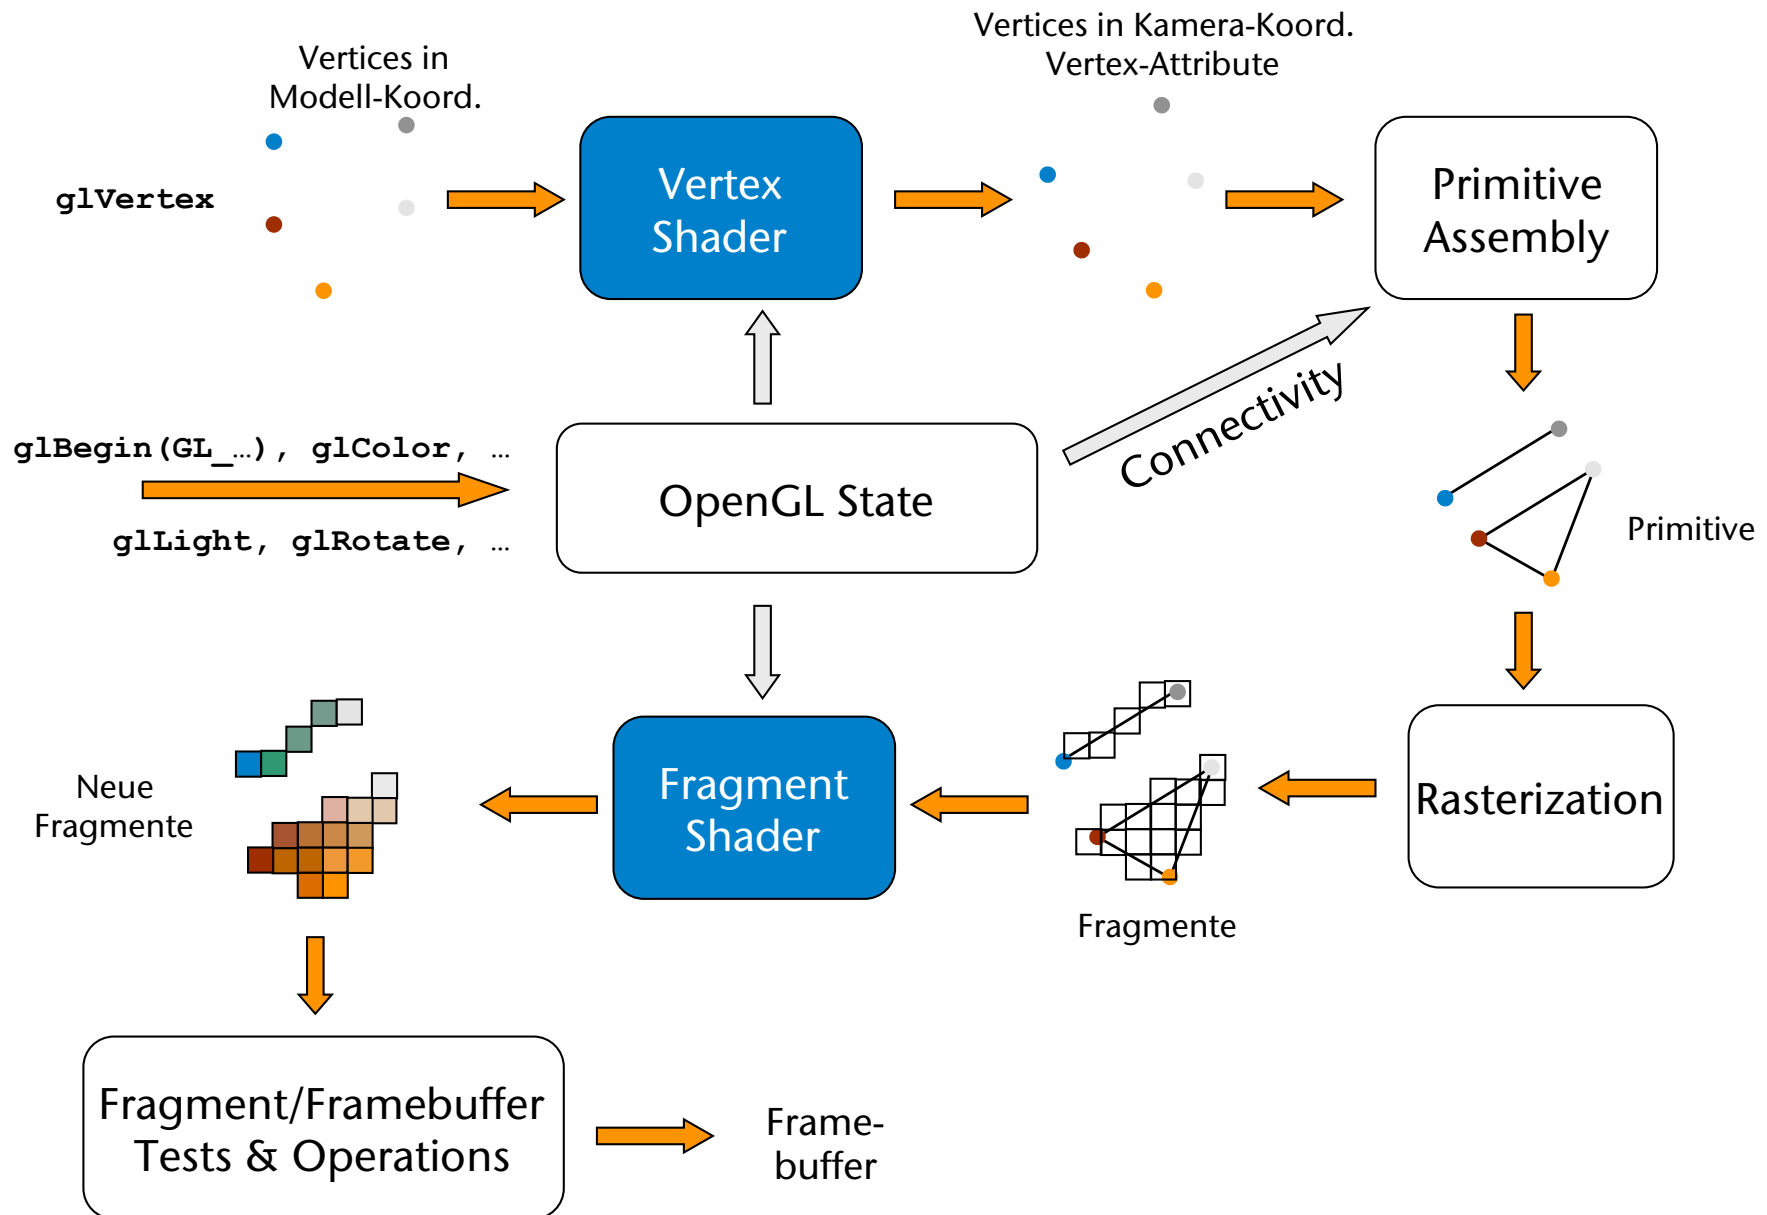 Vertices in
Modell-Koord.
Vertices in Kamera-Koord.
Vertex-Attribute
glVertex
Vertex
Shader
Primitive
Assembly
glBegin(GL_…), glColor, …
glLight, glRotate, …
OpenGL State
Connectivity
Primitive
Neue
Fragmente
Fragment
Shader
Fragmente
Rasterization
Fragment/Framebuffer
Tests & Operations
Frame-
buffer